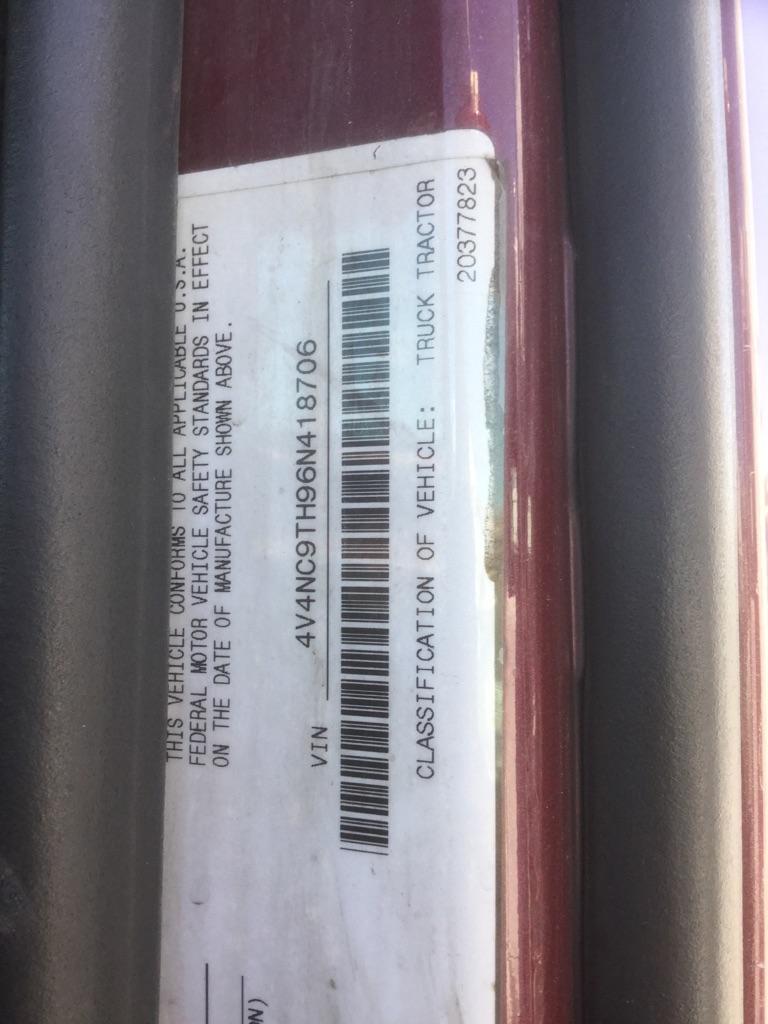 THIS VEHICLE CONFORMS TO ALL APPLICABLE U.S.A.
FEDERAL MOTOR VEHICLE SAFETY STANDARDS IN EFFECT
ON THE DATE OF MANUFACTURE SHOWN ABOVE.
VIN 4V4NC9TH96N418706
CLASSIFICATION OF VEHICLE: TRUCK TRACTOR
20377823